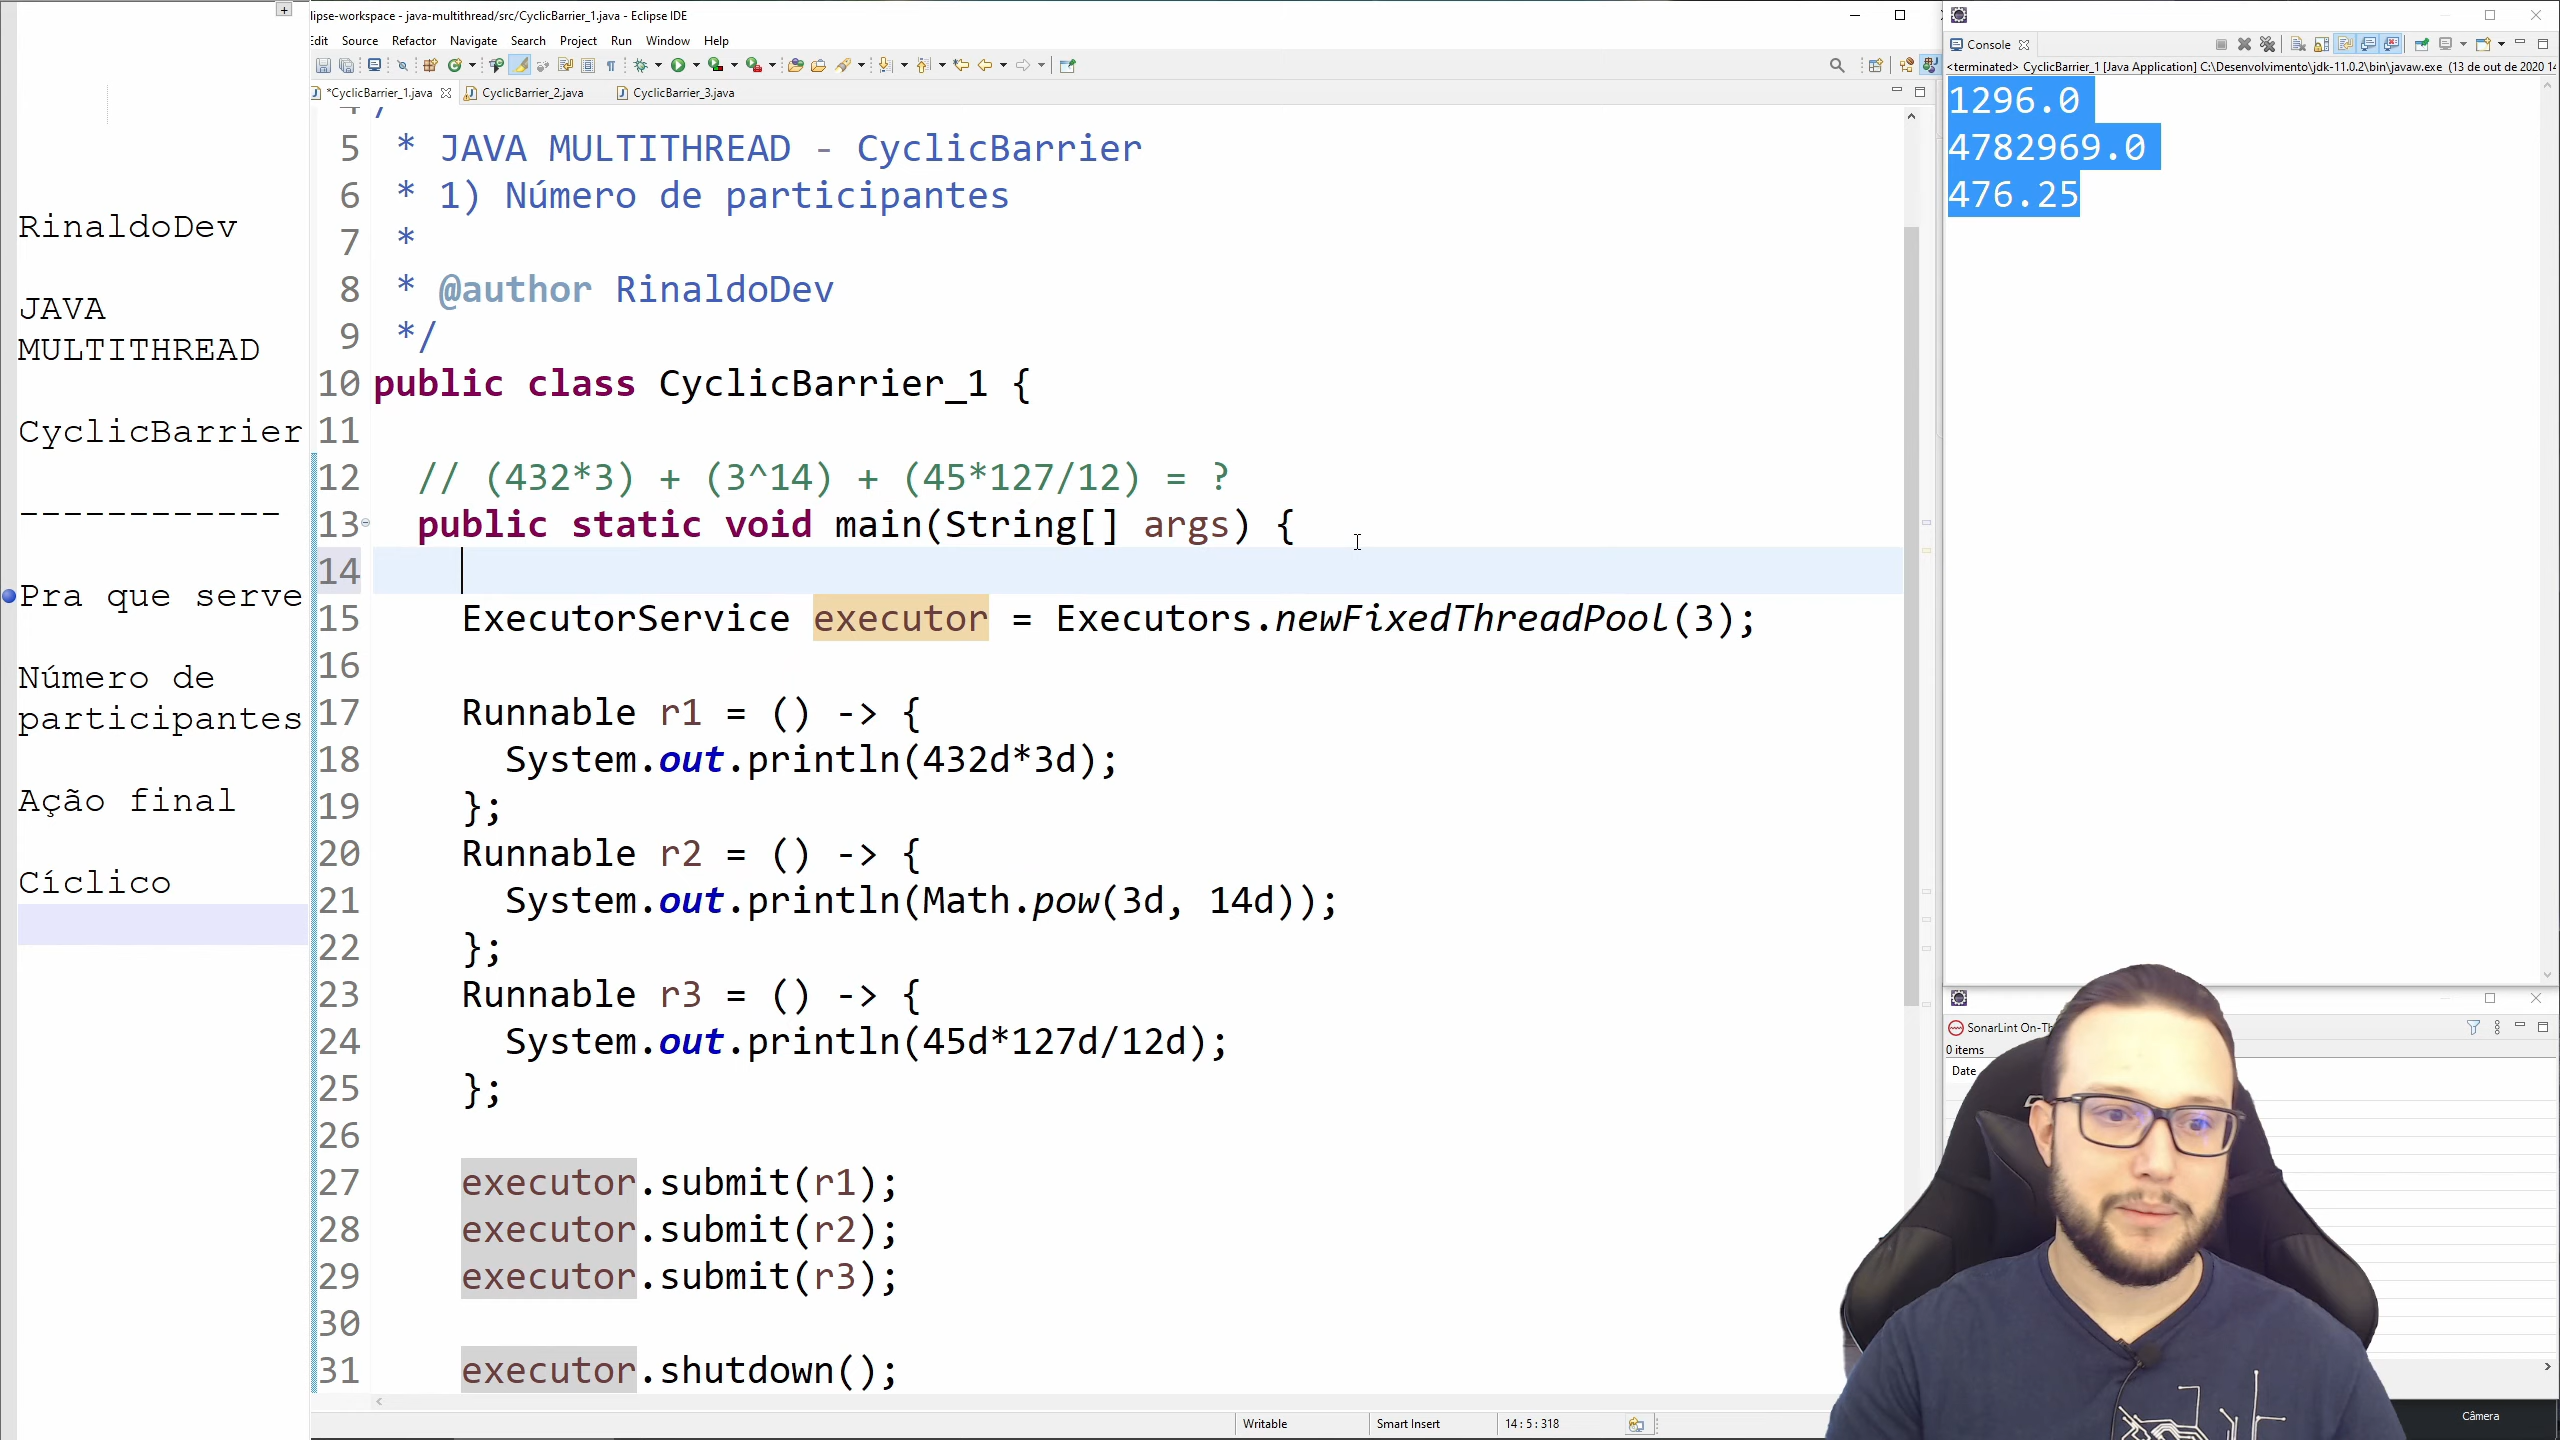 RinaldoDev
JAVA
MULTITHREAD
CyclicBarrier
------------
Pra que serve
Número de
participantes
Ação final
Cíclico
lipse-workspace - java-multithread/src/CyclicBarrier_1.java - Eclipse IDE
Edit Source Refactor Navigate Search Project Run Window Help
*CyclicBarrier_1.java CyclicBarrier_2.java CyclicBarrier_3.java
5 * JAVA MULTITHREAD - CyclicBarrier
6 * 1) Número de participantes
7 *
8 * @author RinaldoDev
9 */
10 public class CyclicBarrier_1 {
11
12 // (432*3) + (3^14) + (45*127/12) = ?
13 public static void main(String[] args) {
14
15 ExecutorService executor = Executors.newFixedThreadPool(3);
16
17 Runnable r1 = () -> {
18 System.out.println(432d*3d);
19 };
20 Runnable r2 = () -> {
21 System.out.println(Math.pow(3d, 14d));
22 };
23 Runnable r3 = () -> {
24 System.out.println(45d*127d/12d);
25 };
26
27 executor.submit(r1);
28 executor.submit(r2);
29 executor.submit(r3);
30
31 executor.shutdown();
Writable Smart Insert 14 : 5 : 318
Console
<terminated> CyclicBarrier_1 [Java Application] C:\Desenvolvimento\jdk-11.0.2\bin\javaw.exe (13 de out de 2020 14
1296.0
4782969.0
476.25
SonarLint On-Th
0 items
Date
Câmera